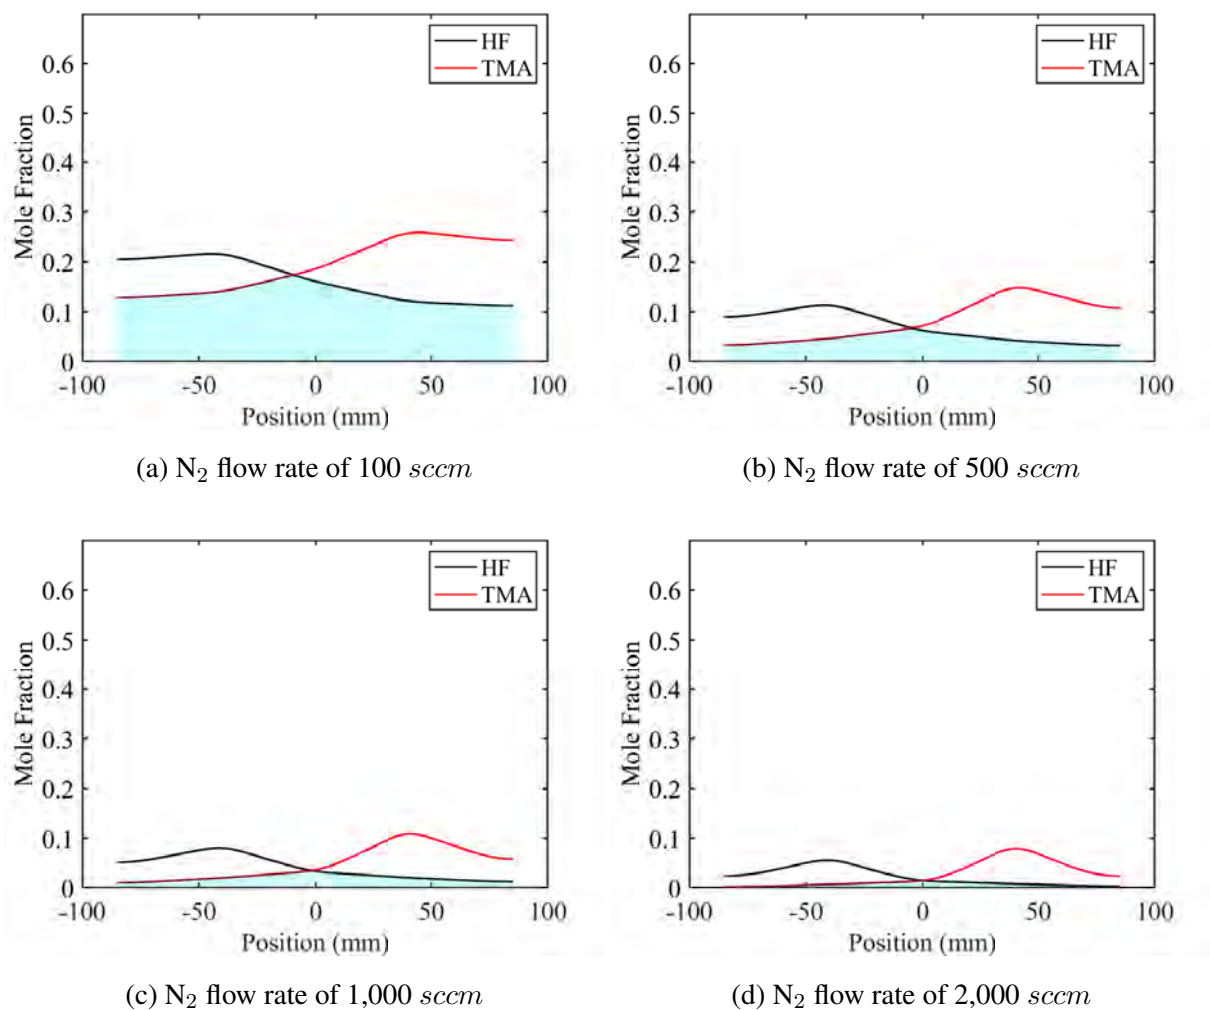 HF
TMA
Mole Fraction
0.6
0.5
0.4
0.3
0.2
0.1
0
-100 -50 0 50 100
Position (mm)
(a) N₂ flow rate of 100 sccm
HF
TMA
Mole Fraction
0.6
0.5
0.4
0.3
0.2
0.1
0
-100 -50 0 50 100
Position (mm)
(b) N₂ flow rate of 500 sccm
HF
TMA
Mole Fraction
0.6
0.5
0.4
0.3
0.2
0.1
0
-100 -50 0 50 100
Position (mm)
(c) N₂ flow rate of 1,000 sccm
HF
TMA
Mole Fraction
0.6
0.5
0.4
0.3
0.2
0.1
0
-100 -50 0 50 100
Position (mm)
(d) N₂ flow rate of 2,000 sccm